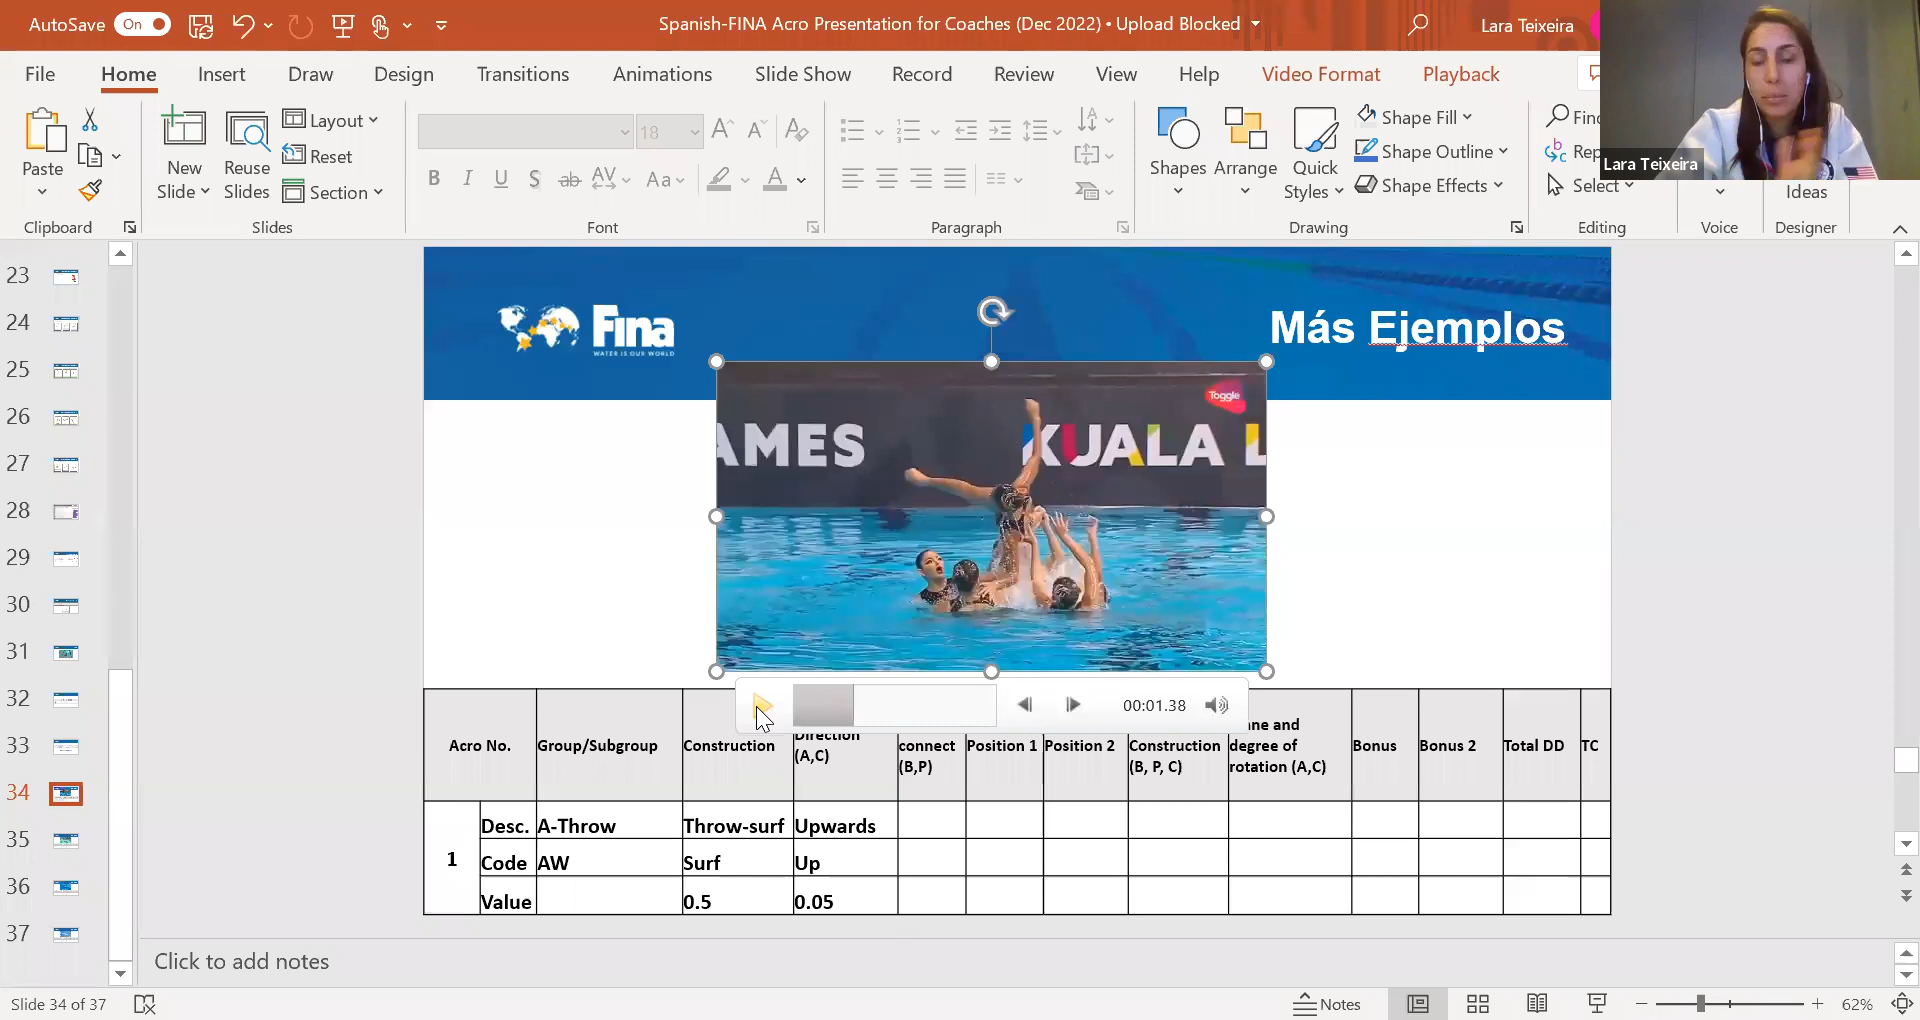 AutoSave On Spanish-FINA Acro Presentation for Coaches (Dec 2022) • Upload Blocked Lara Teixeira
File Home Insert Draw Design Transitions Animations Slide Show Record Review View Help Video Format Playback
Paste
New
Slide
Reuse
Slides
Layout
Reset
Section
18
Shapes
Arrange
Quick
Styles
Shape Fill
Shape Outline
Shape Effects
Select
Ideas
Lara Teixeira
Clipboard Slides Font Paragraph Drawing Editing Voice Designer
23
24
25
26
27
28
29
30
31
32
33
34
35
36
37
Fina
WATER IS OUR WORLD
Más Ejemplos
Toggle
AMES KUALA L
00:01.38
Acro No. Group/Subgroup Construction Direction (A,C) connect (B,P) Position 1 Position 2 Construction (B, P, C) degree of rotation (A,C) Bonus Bonus 2 Total DD TC
1
Desc. A-Throw Throw-surf Upwards
Code AW Surf Up
Value 0.5 0.05
Click to add notes
Slide 34 of 37 Notes 62%